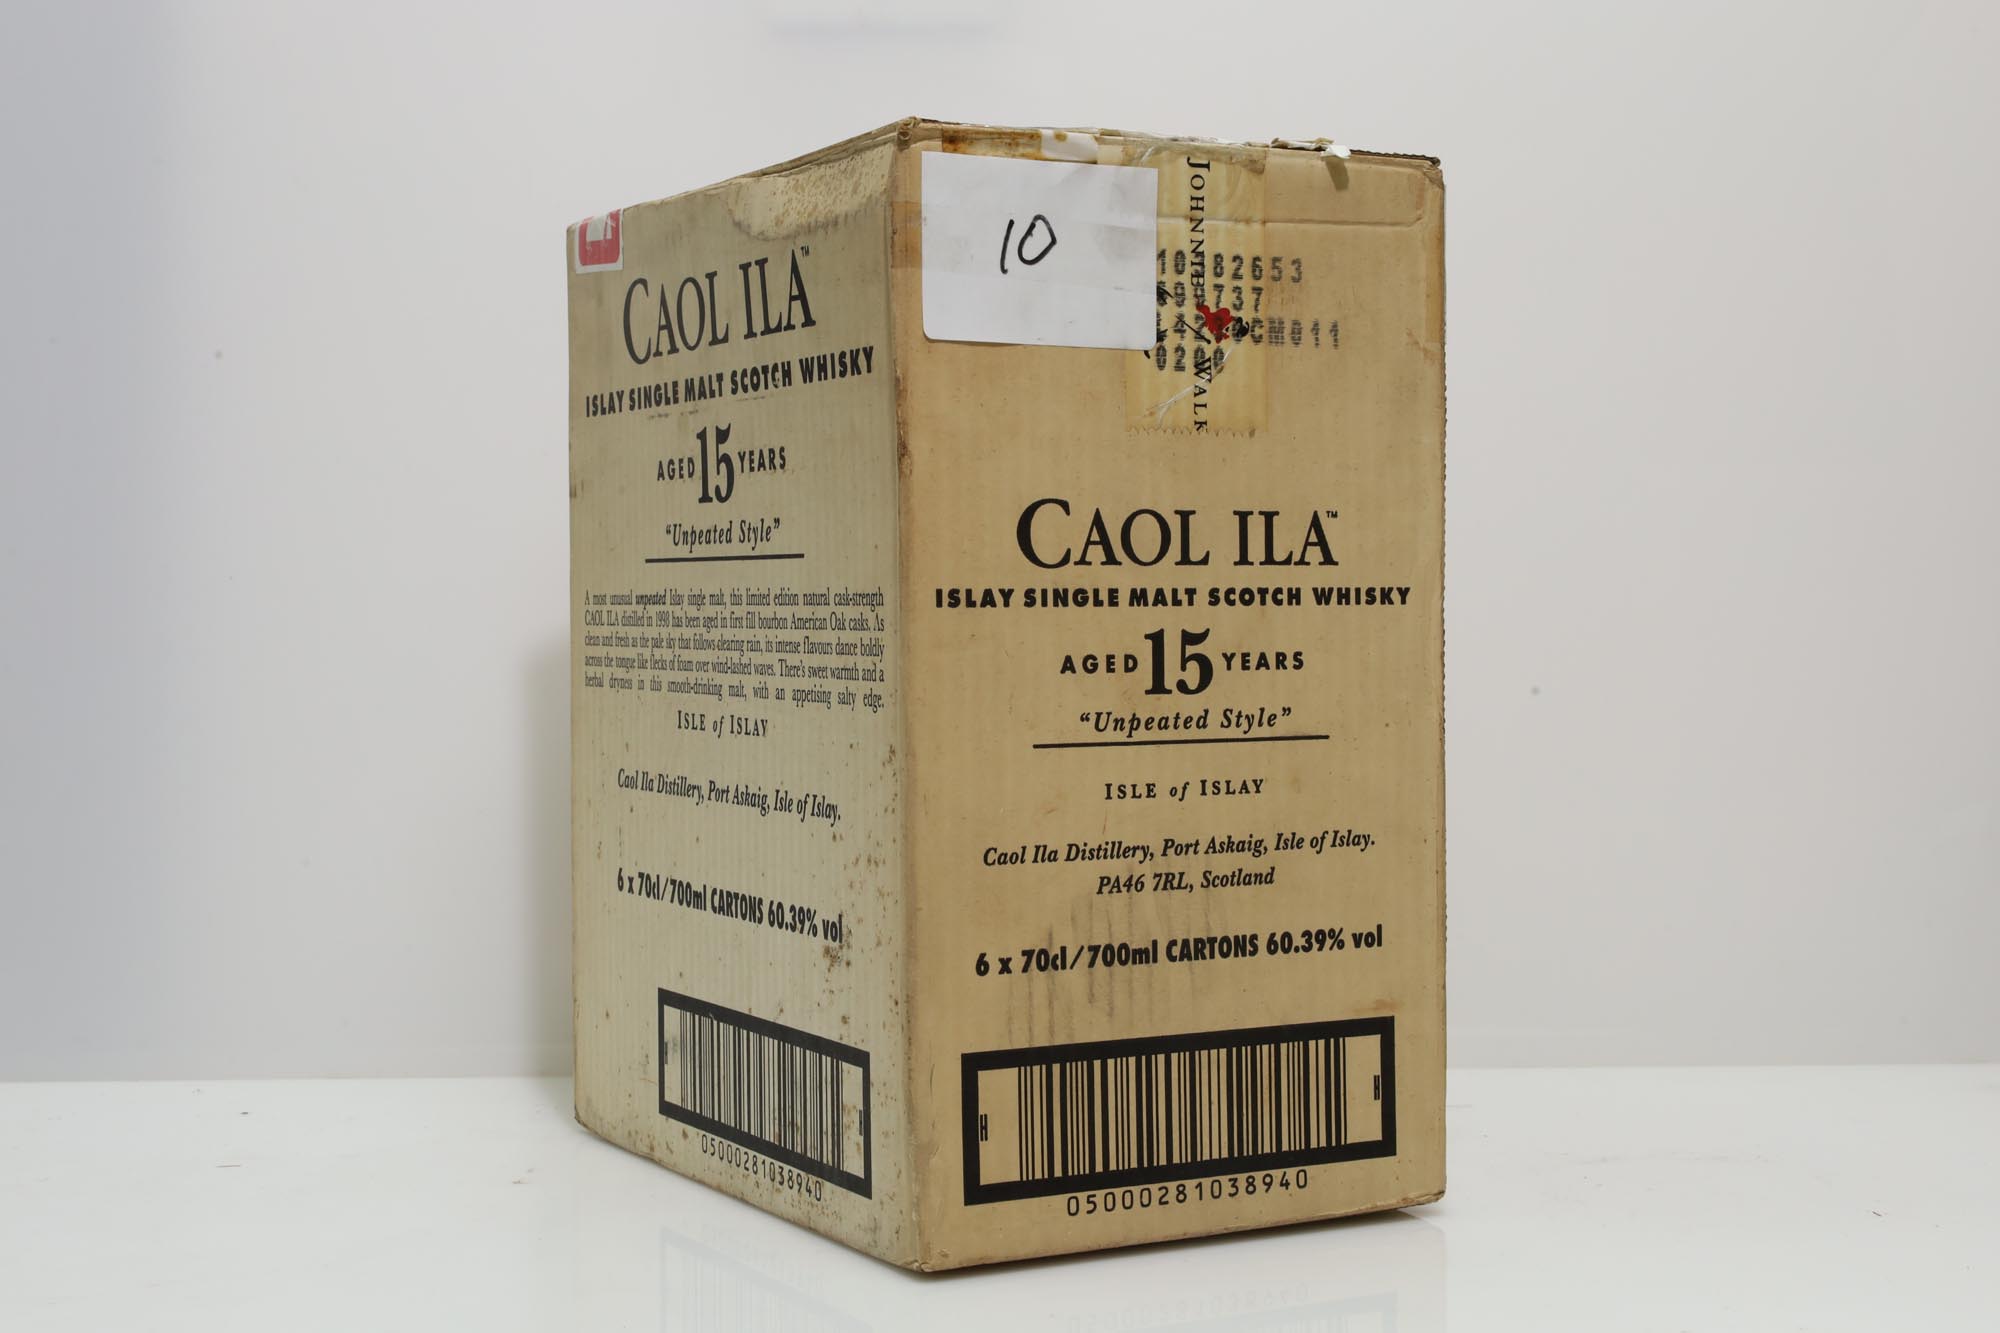 CAOL ILA™
ISLAY SINGLE MALT SCOTCH WHISKY
AGED 15 YEARS
“Unpeated Style”
A most unusual unpeated Islay single malt, this limited edition natural cask-strength
CAOL ILA distilled in 1998 has been aged in first fill bourbon American Oak casks. As
clean and fresh as the pale sky that follows clearing rain, its intense flavours dance boldly
across the tongue like flecks of foam over wind-lashed waves. There's sweet warmth and a
herbal dryness in this smooth-drinking malt, with an appetising salty edge.
ISLE of ISLAY
Caol Ila Distillery, Port Askaig, Isle of Islay.
6 x 70cl/700ml CARTONS 60.39% vol
H H
05000281038940
10
JOHNNIE WALK
CAOL ILA™
ISLAY SINGLE MALT SCOTCH WHISKY
AGED 15 YEARS
“Unpeated Style”
ISLE of ISLAY
Caol Ila Distillery, Port Askaig, Isle of Islay.
PA46 7RL, Scotland
6 x 70cl/700ml CARTONS 60.39% vol
H H
05000281038940